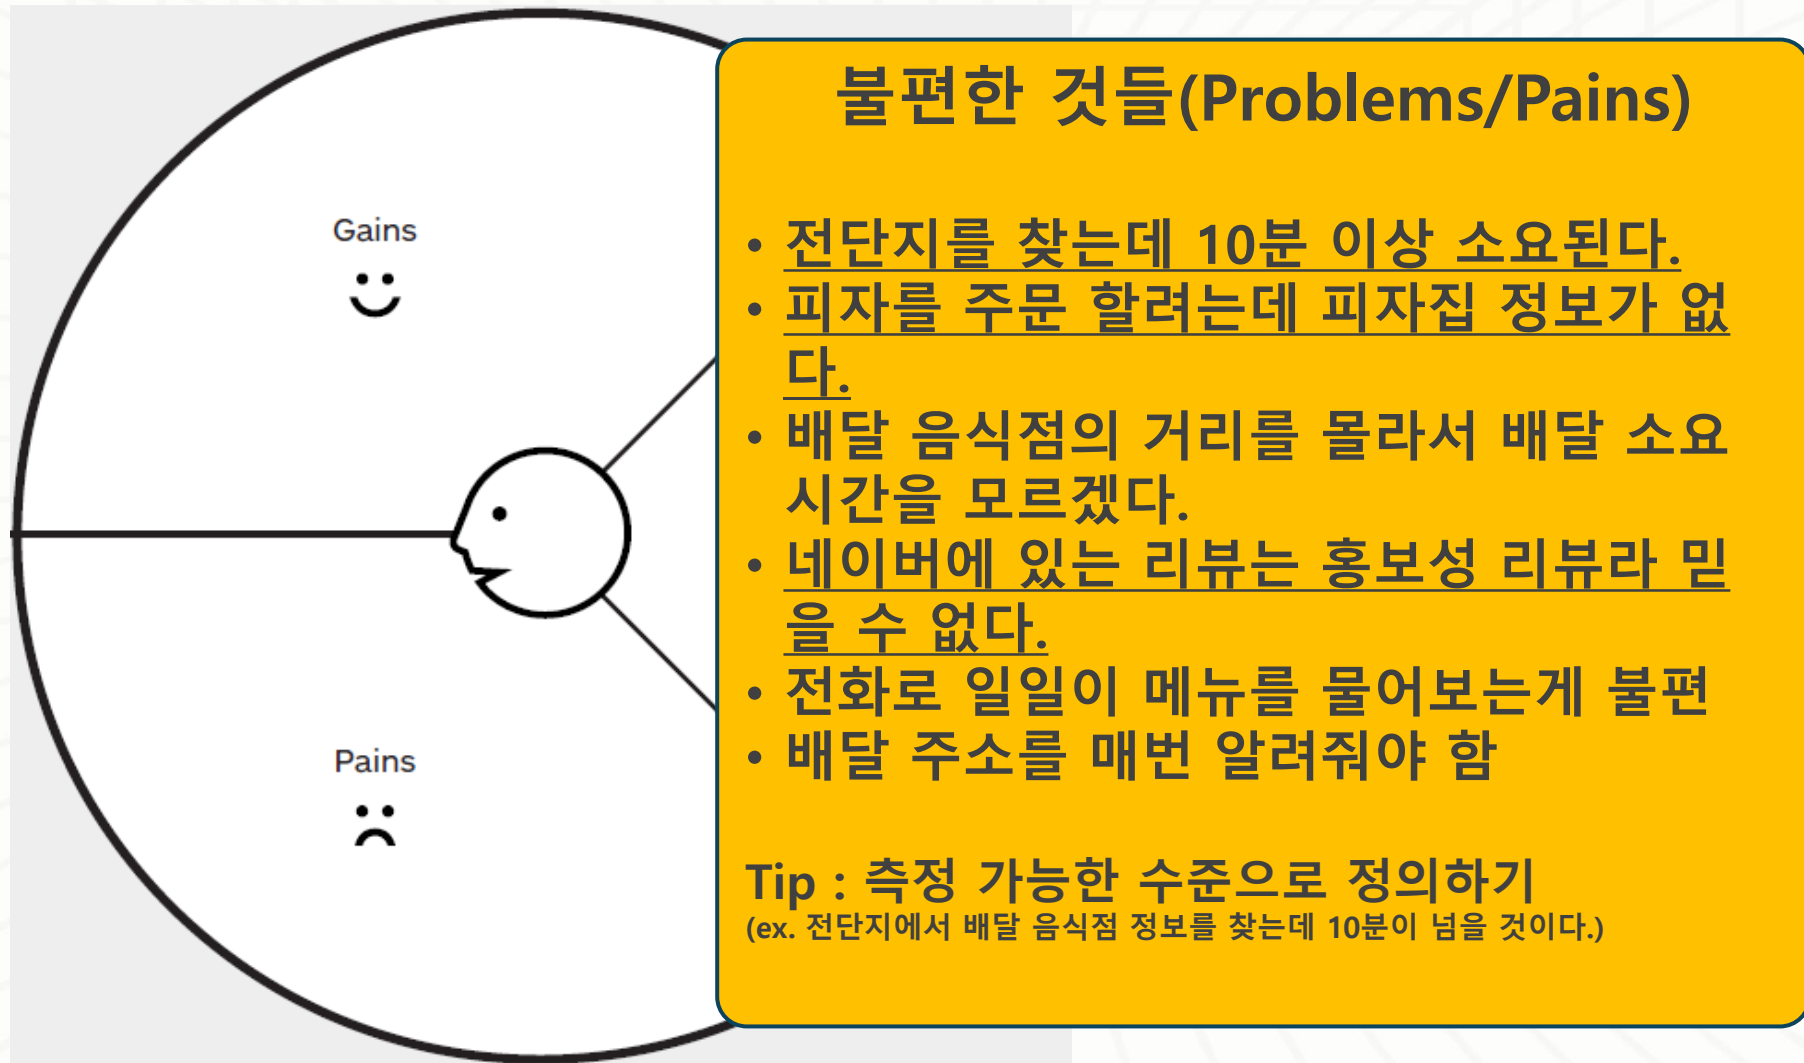 Gains
Pains
불편한 것들(Problems/Pains)
• 전단지를 찾는데 10분 이상 소요된다.
• 피자를 주문 할려는데 피자집 정보가 없
다.
• 배달 음식점의 거리를 몰라서 배달 소요
시간을 모르겠다.
• 네이버에 있는 리뷰는 홍보성 리뷰라 믿
을 수 없다.
• 전화로 일일이 메뉴를 물어보는게 불편
• 배달 주소를 매번 알려줘야 함
Tip : 측정 가능한 수준으로 정의하기
(ex. 전단지에서 배달 음식점 정보를 찾는데 10분이 넘을 것이다.)